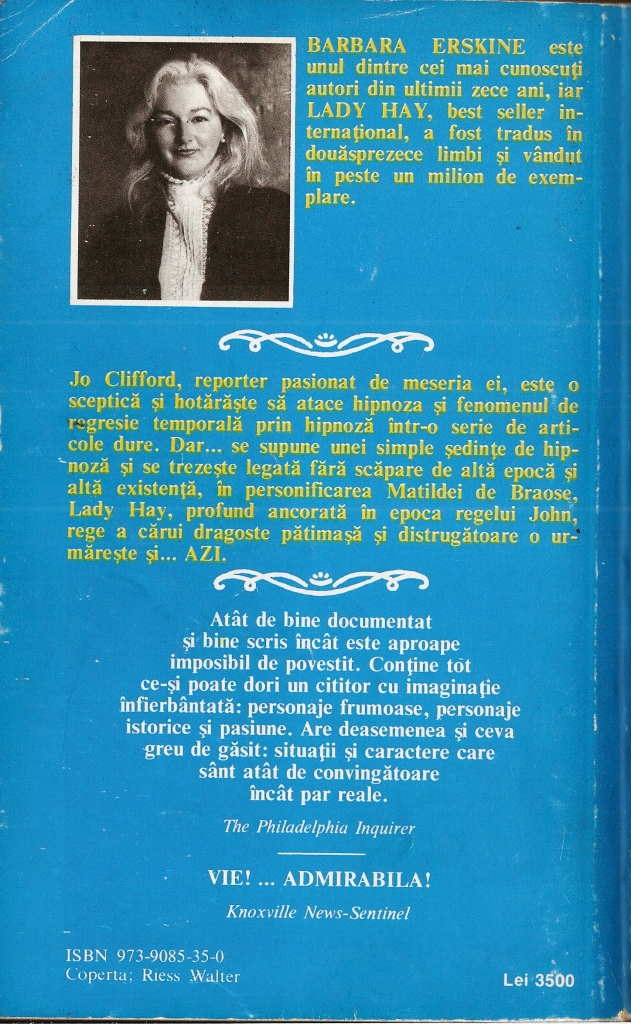 BARBARA ERSKINE este
unul dintre cei mai cunoscuți
autori din ultimii zece ani, iar
LADY HAY, best seller in-
ternațional, a fost tradus în
douăsprezece limbi și vândut
în peste un milion de exem-
plare.
Jo Clifford, reporter pasionat de meseria ei, este o
sceptică și hotărăște să atace hipnoza și fenomenul de
regresie temporală prin hipnoză într-o serie de arti-
cole dure. Dar... se supune unei simple ședințe de hip-
noză și se trezește legată fără scăpare de altă epocă și
altă existență, în personificarea Matildei de Braose,
Lady Hay, profund ancorată în epoca regelui John,
rege a cărui dragoste pătimașă și distrugătoare o ur-
mărește și... AZI.
Atât de bine documentat
și bine scris încât este aproape
imposibil de povestit. Conține tot
ce-și poate dori un cititor cu imaginație
înfierbântată: personaje frumoase, personaje
istorice și pasiune. Are deasemenea și ceva
greu de găsit: situații și caractere care
sânt atât de convingătoare
încât par reale.
The Philadelphia Inquirer
VIE! ... ADMIRABILA!
Knoxville News-Sentinel
ISBN 973-9085-35-0
Coperta: Riess Walter
Lei 3500